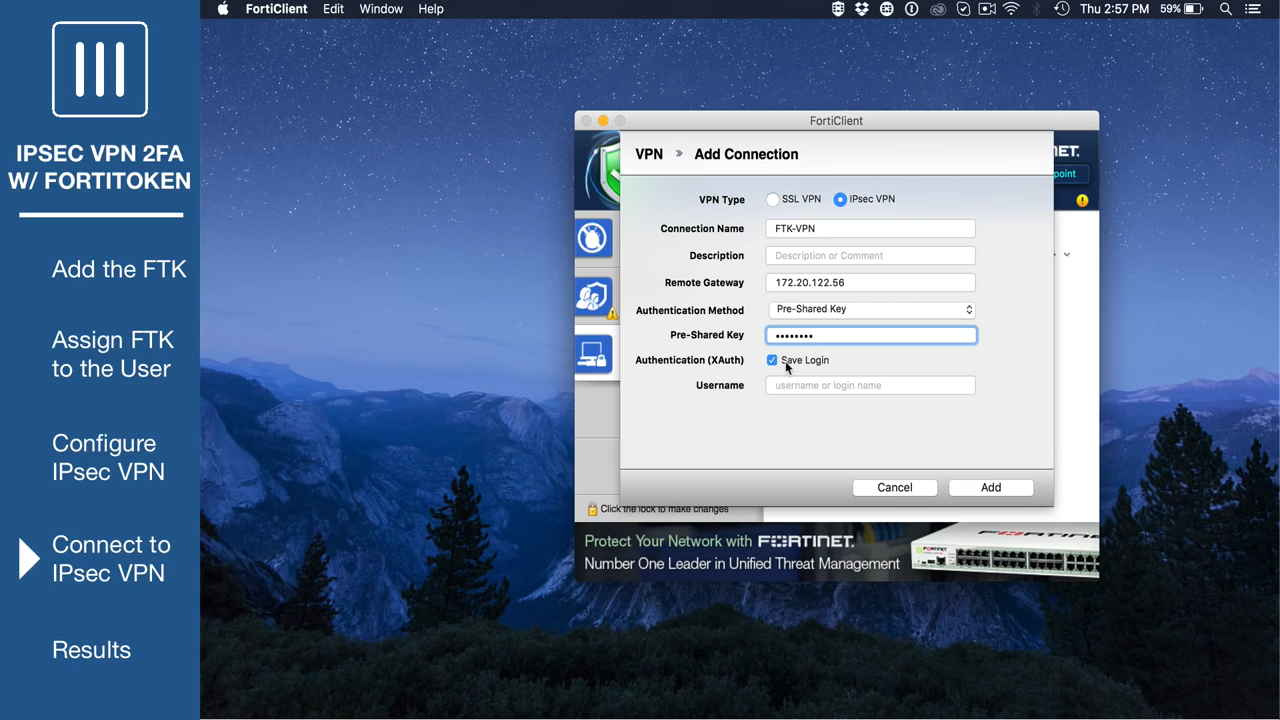 FortiClient Edit Window Help
Thu 2:57 PM 59%
IPSEC VPN 2FA
W/ FORTITOKEN
Add the FTK
Assign FTK
to the User
Configure
IPsec VPN
Connect to
IPsec VPN
Results
FortiClient
VPN » Add Connection
NET.
point
VPN Type SSL VPN IPsec VPN
Connection Name FTK-VPN
Description Description or Comment
Remote Gateway 172.20.122.56
Authentication Method Pre-Shared Key
Pre-Shared Key ••••••••
Authentication (XAuth) Save Login
Username username or login name
Cancel Add
Click the lock to make changes
Protect Your Network with FORTINET.
Number One Leader in Unified Threat Management
FORTINET